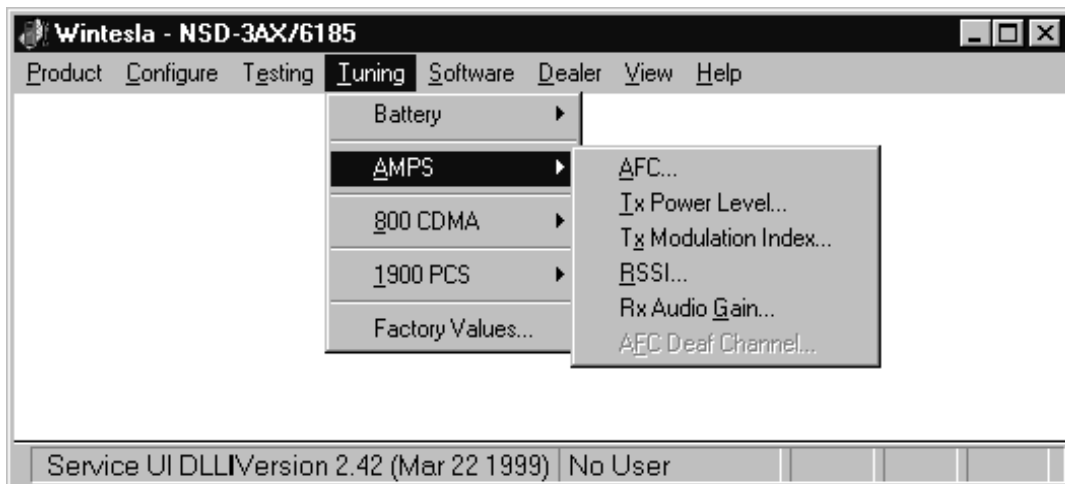 Wintesla - NSD-3AX/6185
Product Configure Testing Tuning Software Dealer View Help
Battery
AMPS
800 CDMA
1900 PCS
Factory Values...
AFC...
Tx Power Level...
Tx Modulation Index...
RSSI...
Rx Audio Gain...
AFC Deaf Channel...
Service UI DLLIVersion 2.42 (Mar 22 1999) No User